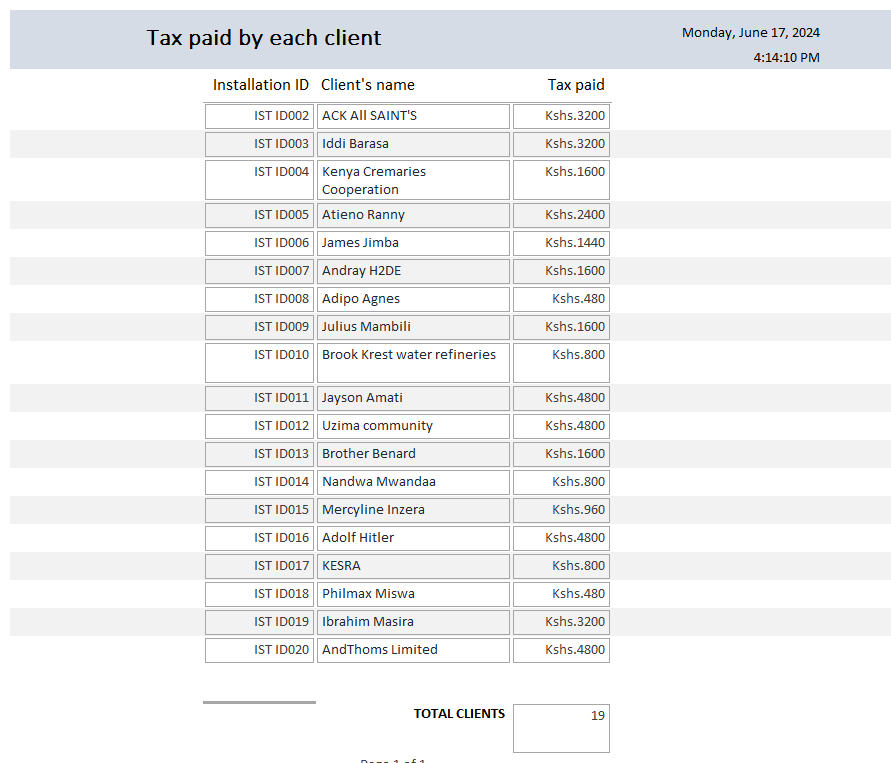 Tax paid by each client
Monday, June 17, 2024
4:14:10 PM
Installation ID Client's name Tax paid
IST ID002 ACK All SAINT'S Kshs.3200
IST ID003 Iddi Barasa Kshs.3200
IST ID004 Kenya Cremaries Kshs.1600
Cooperation
IST ID005 Atieno Ranny Kshs.2400
IST ID006 James Jimba Kshs.1440
IST ID007 Andray H2DE Kshs.1600
IST ID008 Adipo Agnes Kshs.480
IST ID009 Julius Mambili Kshs.1600
IST ID010 Brook Krest water refineries Kshs.800
IST ID011 Jayson Amati Kshs.4800
IST ID012 Uzima community Kshs.4800
IST ID013 Brother Benard Kshs.1600
IST ID014 Nandwa Mwandaa Kshs.800
IST ID015 Mercyline Inzera Kshs.960
IST ID016 Adolf Hitler Kshs.4800
IST ID017 KESRA Kshs.800
IST ID018 Philmax Miswa Kshs.480
IST ID019 Ibrahim Masira Kshs.3200
IST ID020 AndThoms Limited Kshs.4800
TOTAL CLIENTS 19
Page 1 of 1